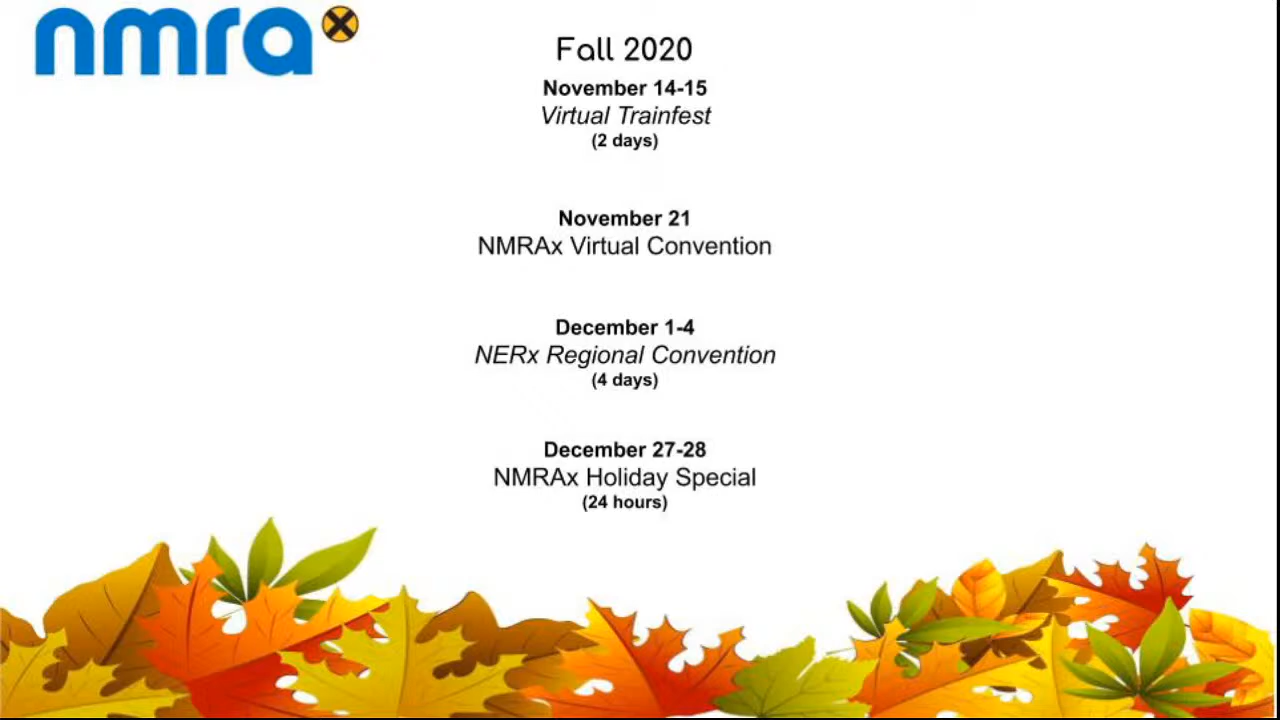 nmra
Fall 2020
November 14-15
Virtual Trainfest
(2 days)
November 21
NMRAx Virtual Convention
December 1-4
NERx Regional Convention
(4 days)
December 27-28
NMRAx Holiday Special
(24 hours)